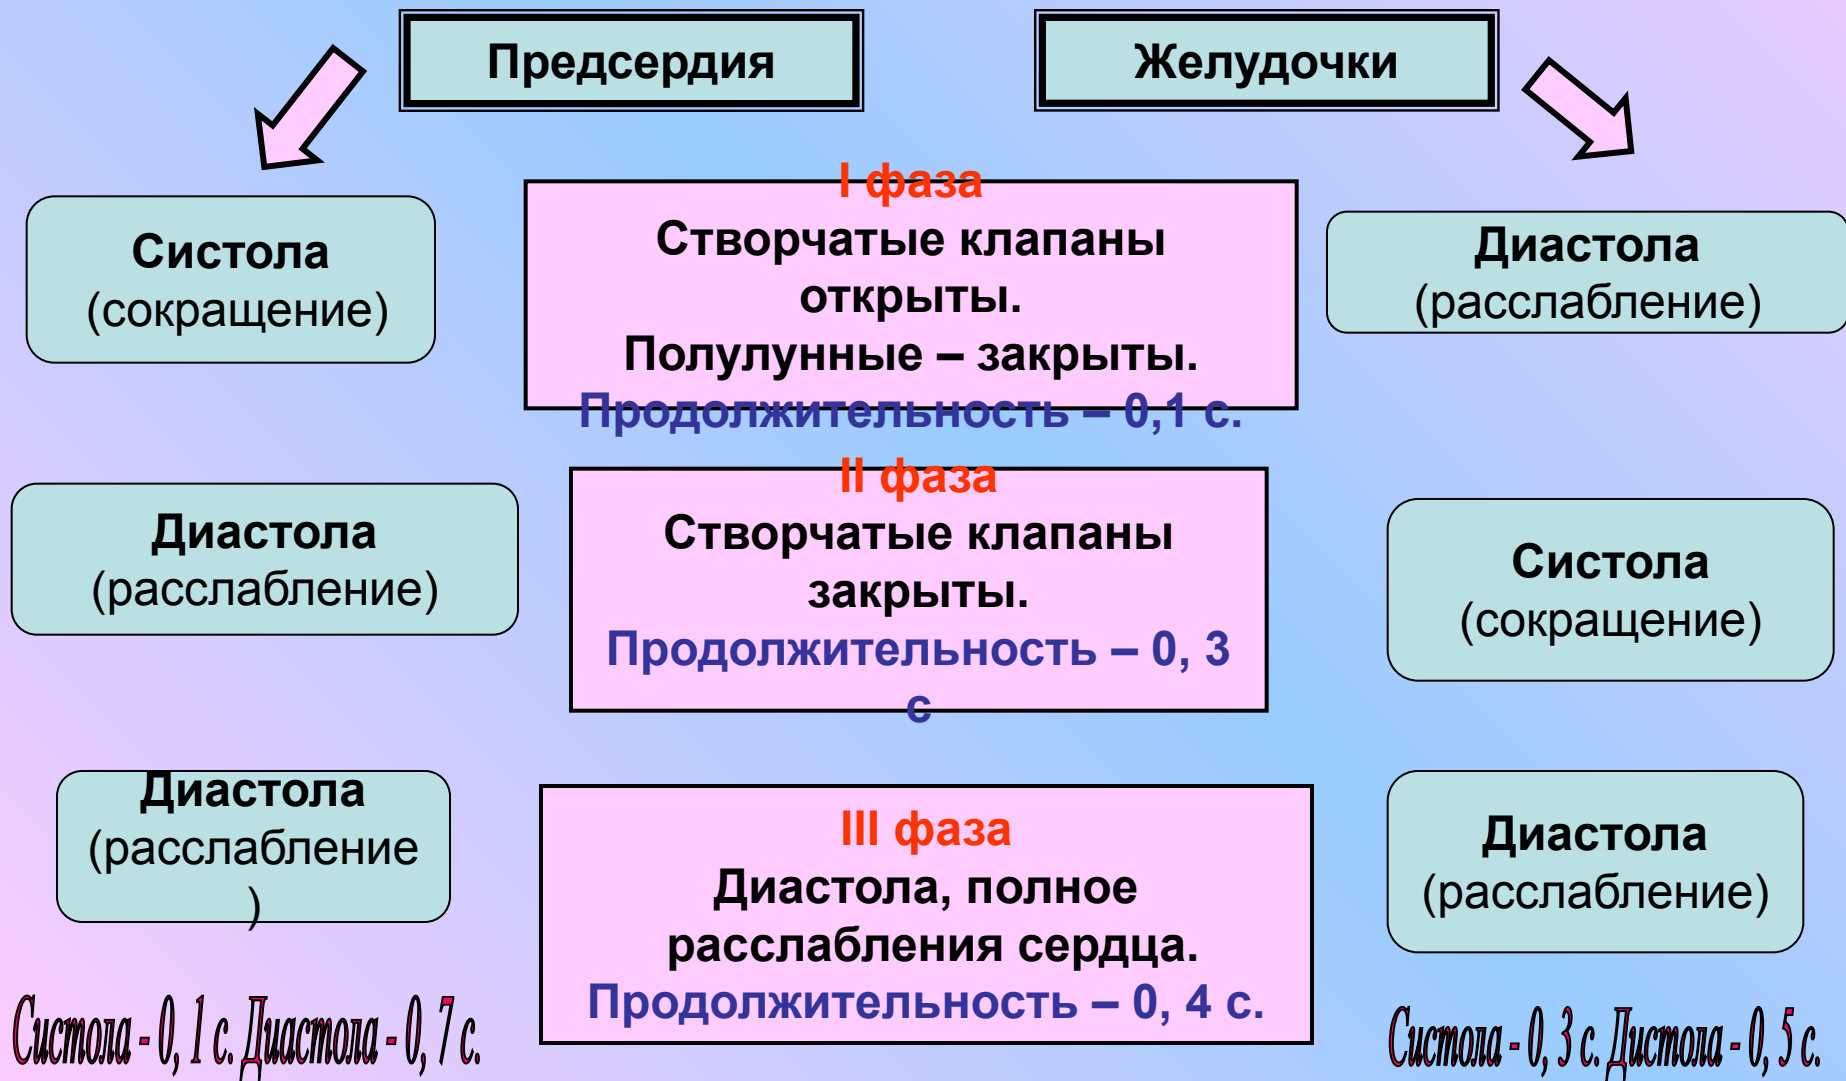 Предсердия
Желудочки
Систола
(сокращение)
I фаза
Створчатые клапаны
открыты.
Полулунные – закрыты.
Продолжительность – 0,1 с.
Диастола
(расслабление)
Диастола
(расслабление)
II фаза
Створчатые клапаны
закрыты.
Продолжительность – 0, 3
с
Систола
(сокращение)
Диастола
(расслабление
)
III фаза
Диастола, полное
расслабления сердца.
Продолжительность – 0, 4 с.
Диастола
(расслабление)
Систола - 0, 1 с. Диастола - 0, 7 с.
Систола - 0, 3 с. Дистола - 0, 5 с.